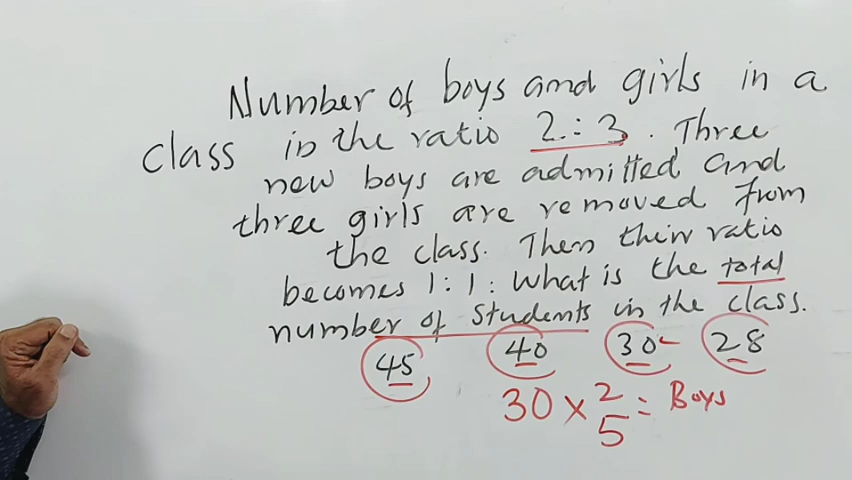 Number of boys and girls in a
class in the ratio 2:3. Three
new boys are admitted and
three girls are removed from
the class. Then their ratio
becomes 1:1: What is the total
number of students in the class.
45 40 30 28
30 × 2/5 = Boys